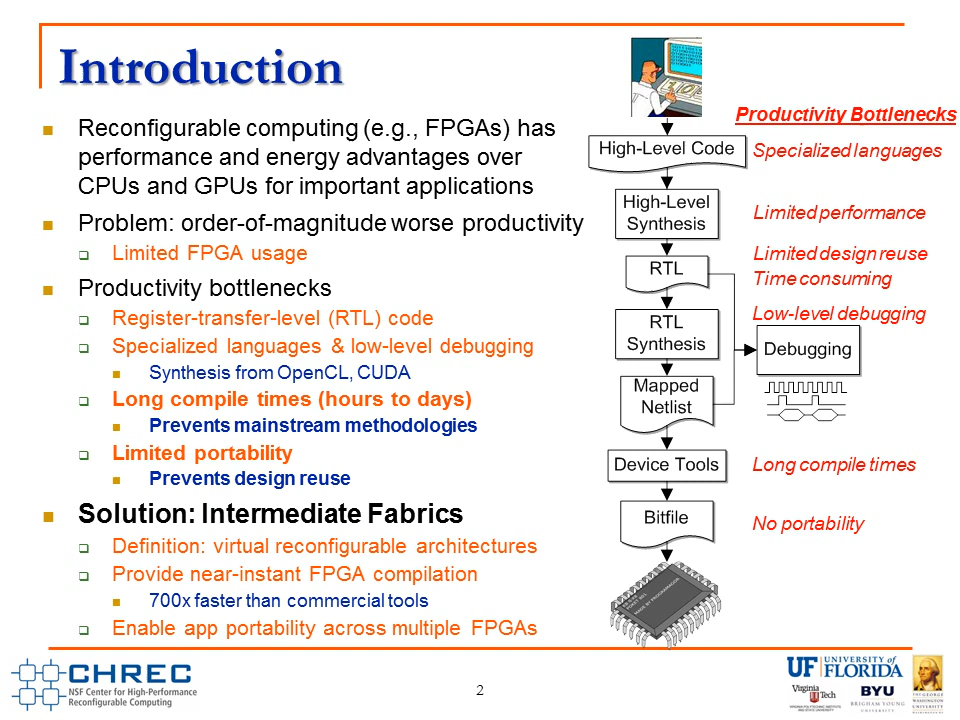 Introduction
Reconfigurable computing (e.g., FPGAs) has
performance and energy advantages over
CPUs and GPUs for important applications
Problem: order-of-magnitude worse productivity
Limited FPGA usage
Productivity bottlenecks
Register-transfer-level (RTL) code
Specialized languages & low-level debugging
Synthesis from OpenCL, CUDA
Long compile times (hours to days)
Prevents mainstream methodologies
Limited portability
Prevents design reuse
Solution: Intermediate Fabrics
Definition: virtual reconfigurable architectures
Provide near-instant FPGA compilation
700x faster than commercial tools
Enable app portability across multiple FPGAs
Productivity Bottlenecks
High-Level Code
Specialized languages
High-Level
Synthesis
Limited performance
RTL
Limited design reuse
Time consuming
RTL
Synthesis
Low-level debugging
Debugging
Mapped
Netlist
Device Tools
Long compile times
Bitfile
No portability
CHREC
NSF Center for High-Performance
Reconfigurable Computing
2
UF UNIVERSITY of
FLORIDA
Virginia
Tech
BYU
BRIGHAM YOUNG
UNIVERSITY
WASHINGTON
UNIVERSITY